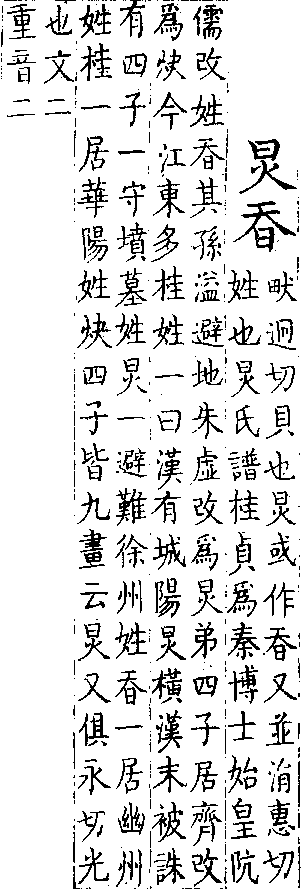 炅昋
畎迥切貝也炅或作昋又並涓惠切
姓也炅氏譜桂貞爲秦博士始皇阬
儒改姓昋其孫溢避地朱虛改爲炅弟四子居齊改
爲炔今江東多桂姓一曰漢有城陽炅橫漢末被誅
有四子一守墳墓姓炅一避難徐州姓昋一居幽州
姓桂一居華陽姓炔四子皆九畫云炅又俱永切光
也文二
重音二